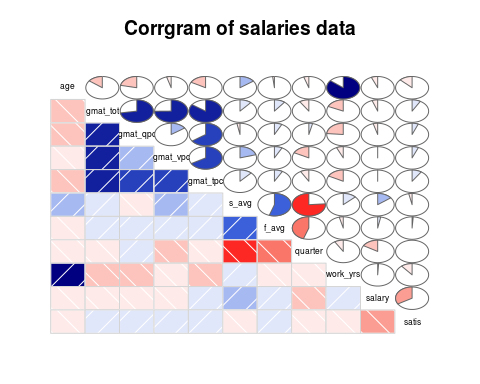 Corrgram of salaries data
age
gmat_tot
gmat_qpc
gmat_vpc
gmat_tpc
s_avg
f_avg
quarter
work_yrs
salary
satis